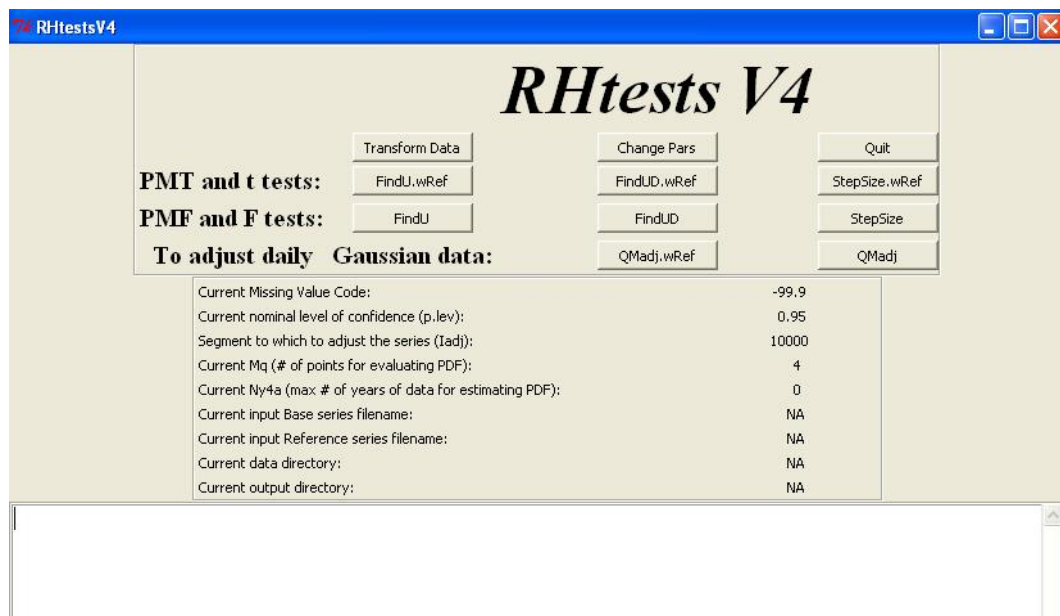 RHtestsV4
RHtests V4
Transform Data Change Pars Quit
PMT and t tests: FindU.wRef FindUD.wRef StepSize.wRef
PMF and F tests: FindU FindUD StepSize
To adjust daily Gaussian data: QMadj.wRef QMadj
Current Missing Value Code: -99.9
Current nominal level of confidence (p.lev): 0.95
Segment to which to adjust the series (Iadj): 10000
Current Mq (# of points for evaluating PDF): 4
Current Ny4a (max # of years of data for estimating PDF): 0
Current input Base series filename: NA
Current input Reference series filename: NA
Current data directory: NA
Current output directory: NA